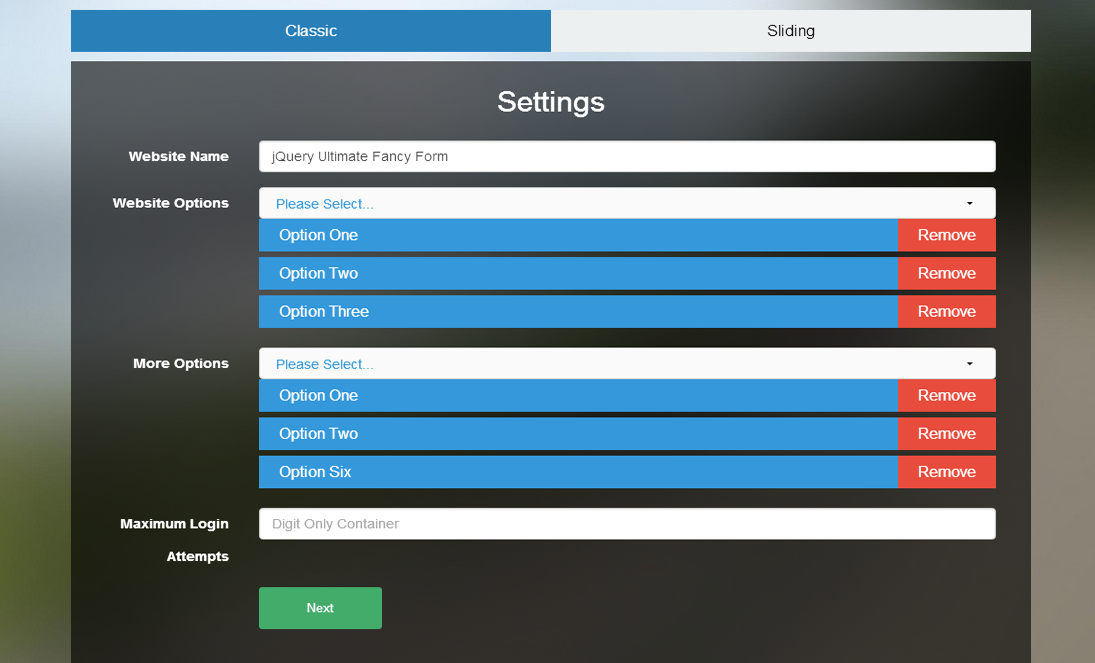 Classic
Sliding
Settings
Website Name
jQuery Ultimate Fancy Form
Website Options
Please Select...
Option One
Remove
Option Two
Remove
Option Three
Remove
More Options
Please Select...
Option One
Remove
Option Two
Remove
Option Six
Remove
Maximum Login
Attempts
Digit Only Container
Next